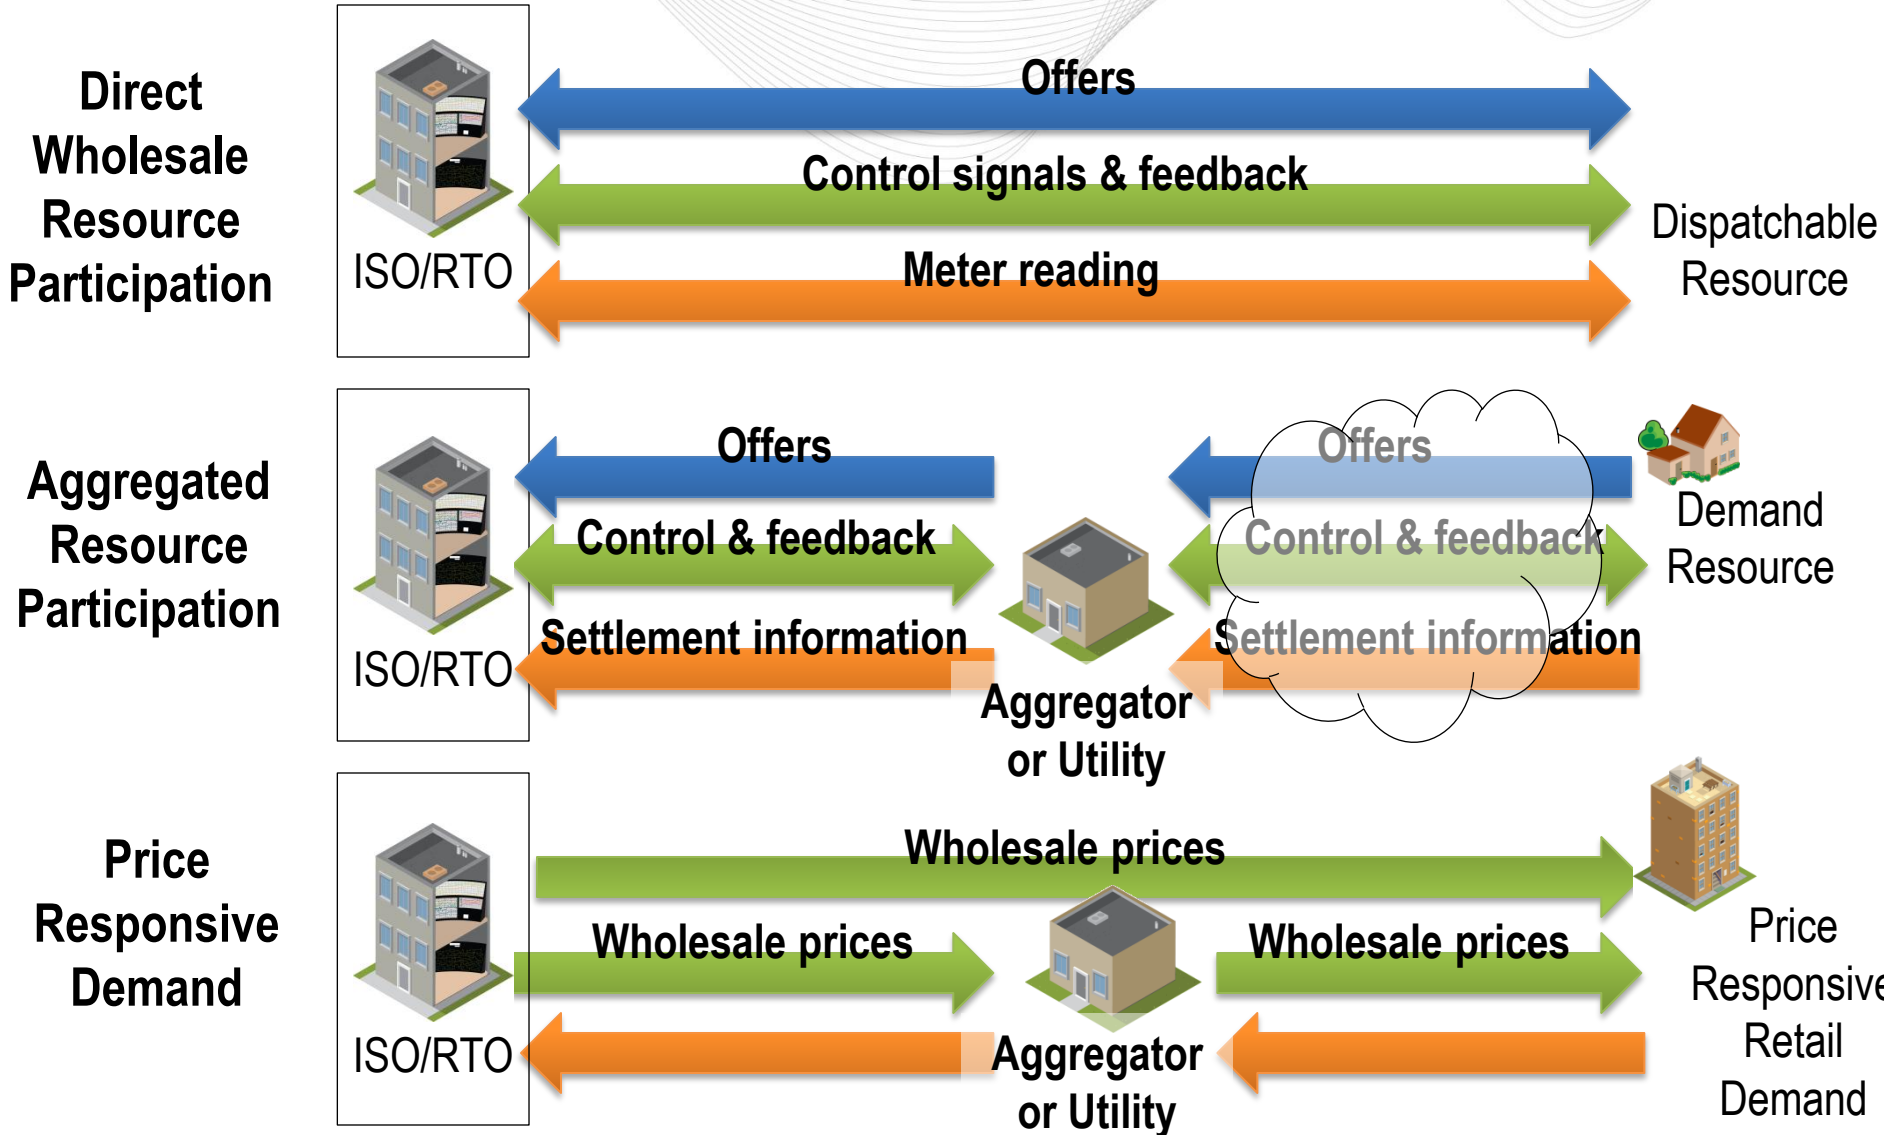 Direct
Wholesale
Resource
Participation
ISO/RTO
Offers
Control signals & feedback
Meter reading
Dispatchable
Resource
Aggregated
Resource
Participation
ISO/RTO
Offers
Control & feedback
Settlement information
Aggregator
or Utility
Offers
Control & feedback
Settlement information
Demand
Resource
Price
Responsive
Demand
ISO/RTO
Wholesale prices
Wholesale prices
Wholesale prices
Aggregator
or Utility
Price
Responsive
Retail
Demand